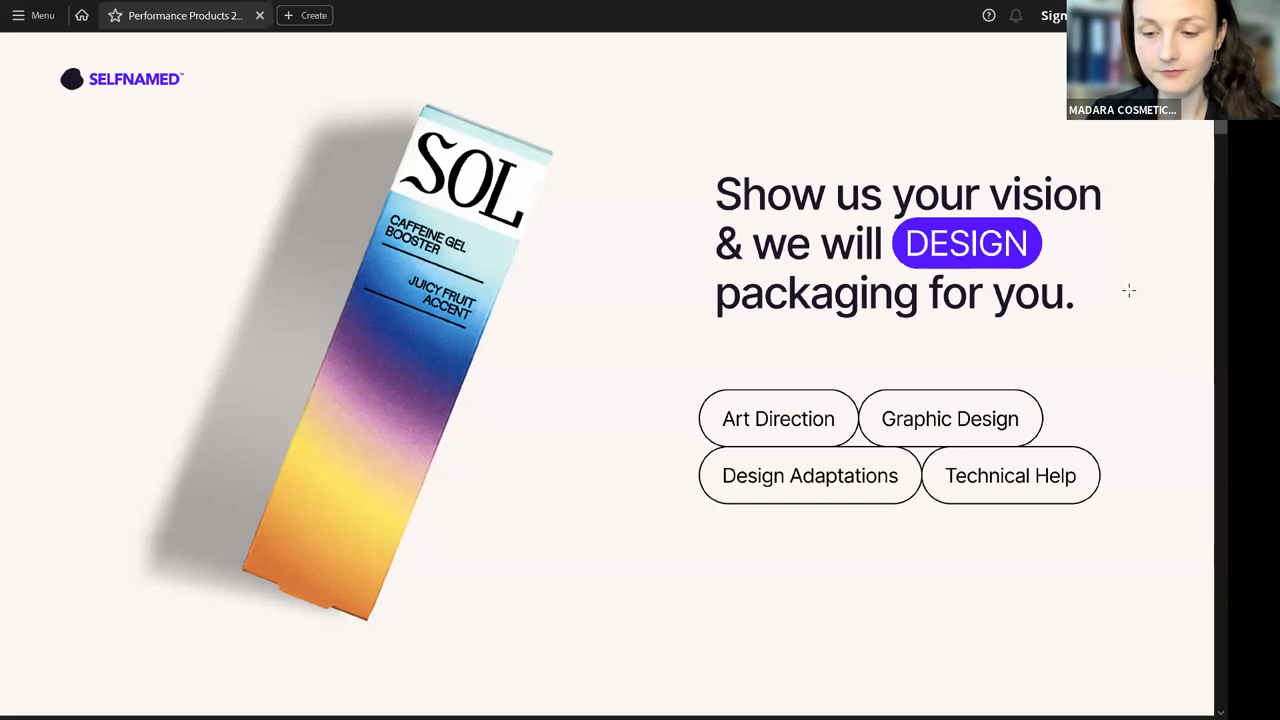 Menu
Performance Products 2...
Create
Sign
MADARA COSMETIC...
SELFNAMED™
SOL
CAFFEINE GEL
BOOSTER
JUICY FRUIT
ACCENT
Show us your vision
& we will DESIGN
packaging for you.
Art Direction
Graphic Design
Design Adaptations
Technical Help